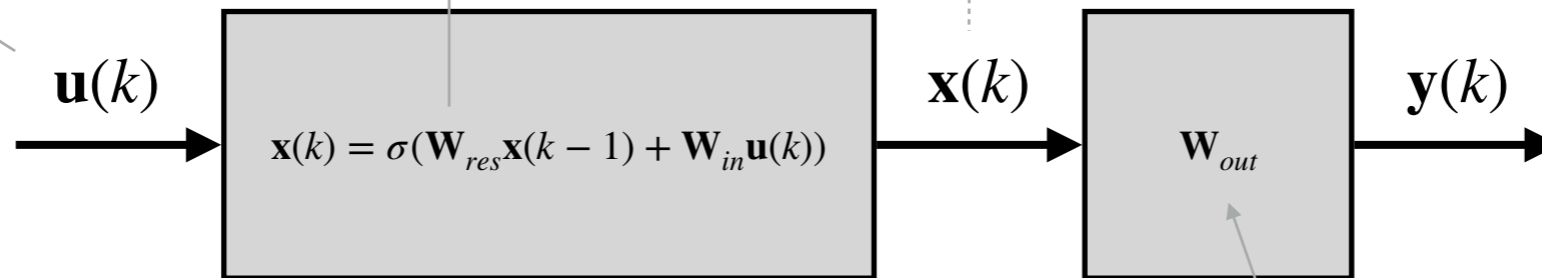 𝐮(k)
𝐱(k) = σ(𝐖_res 𝐱(k − 1) + 𝐖_in 𝐮(k))
𝐱(k)
𝐖_out
𝐲(k)